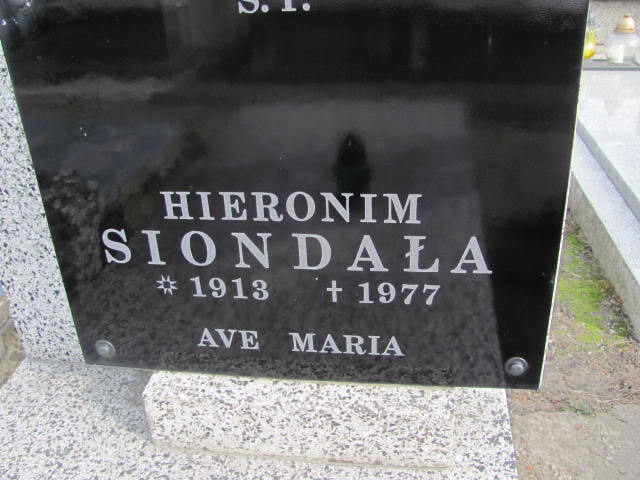 Ś. P.
HIERONIM
SIONDAŁA
✴ 1913 † 1977
AVE MARIA